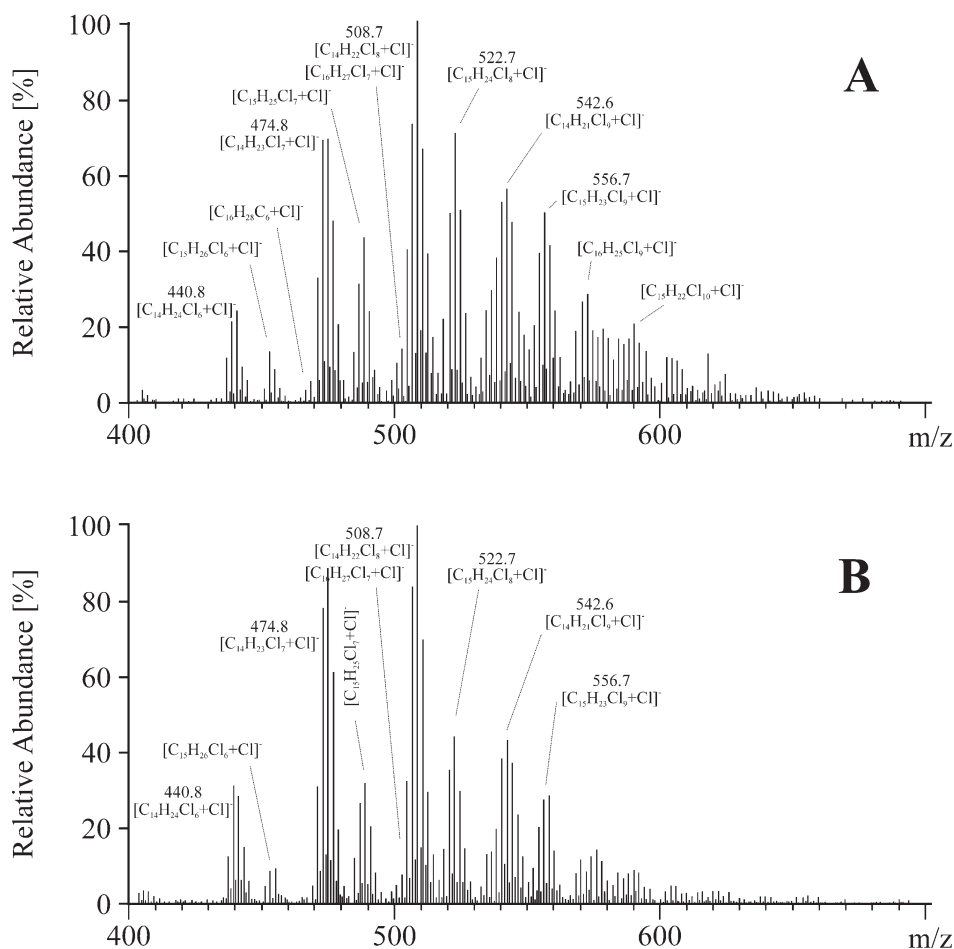 A
Relative Abundance [%]
100
80
60
40
20
0
400
500
600
m/z
508.7
[C₁₄H₂₂Cl₈+Cl]⁻
[C₁₆H₂₇Cl₇+Cl]⁻
[C₁₅H₂₅Cl₇+Cl]⁻
474.8
[C₁₄H₂₃Cl₇+Cl]⁻
[C₁₆H₂₈C₆+Cl]⁻
[C₁₅H₂₆Cl₆+Cl]⁻
440.8
[C₁₄H₂₄Cl₆+Cl]⁻
522.7
[C₁₅H₂₄Cl₈+Cl]⁻
542.6
[C₁₄H₂₁Cl₉+Cl]⁻
556.7
[C₁₅H₂₃Cl₉+Cl]⁻
[C₁₆H₂₅Cl₉+Cl]⁻
[C₁₅H₂₂Cl₁₀+Cl]⁻
B
Relative Abundance [%]
100
80
60
40
20
0
400
500
600
m/z
508.7
[C₁₄H₂₂Cl₈+Cl]⁻
[C₁₆H₂₇Cl₇+Cl]⁻
474.8
[C₁₄H₂₃Cl₇+Cl]⁻
[C₁₅H₂₅Cl₇+Cl]⁻
[C₁₅H₂₆Cl₆+Cl]⁻
440.8
[C₁₄H₂₄Cl₆+Cl]⁻
522.7
[C₁₅H₂₄Cl₈+Cl]⁻
542.6
[C₁₄H₂₁Cl₉+Cl]⁻
556.7
[C₁₅H₂₃Cl₉+Cl]⁻